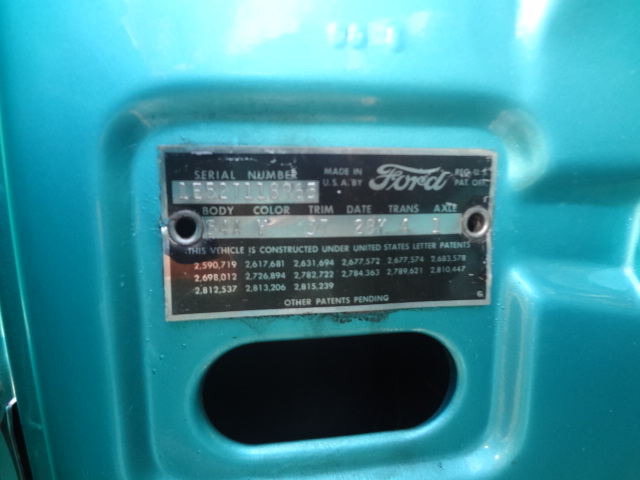 SERIAL NUMBER
MADE IN U.S.A. BY
Ford
REG. U.S. PAT. OFF.
BODY COLOR TRIM DATE TRANS AXLE
THIS VEHICLE IS CONSTRUCTED UNDER UNITED STATES LETTER PATENTS
2,590,719 2,617,681 2,631,694 2,677,572 2,677,574 2,683,578
2,698,012 2,726,894 2,782,722 2,784,363 2,789,621 2,810,447
2,812,537 2,813,206 2,815,239
OTHER PATENTS PENDING